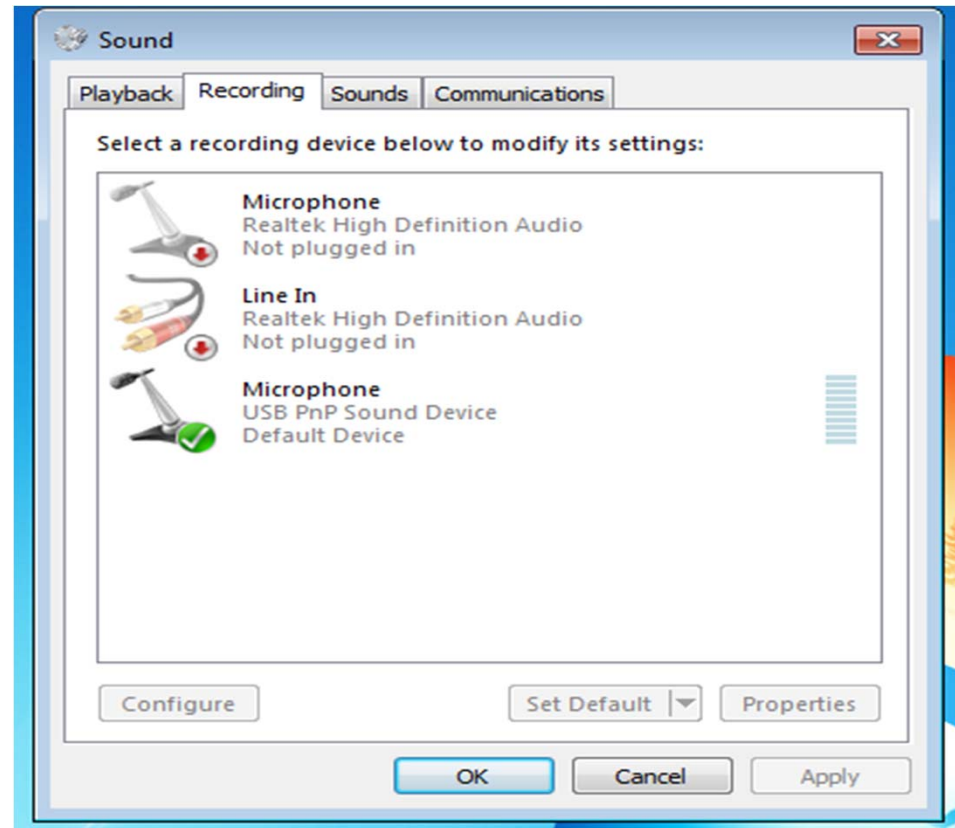 Sound
Playback Recording Sounds Communications
Select a recording device below to modify its settings:
Microphone
Realtek High Definition Audio
Not plugged in
Line In
Realtek High Definition Audio
Not plugged in
Microphone
USB PnP Sound Device
Default Device
Configure Set Default Properties
OK Cancel Apply